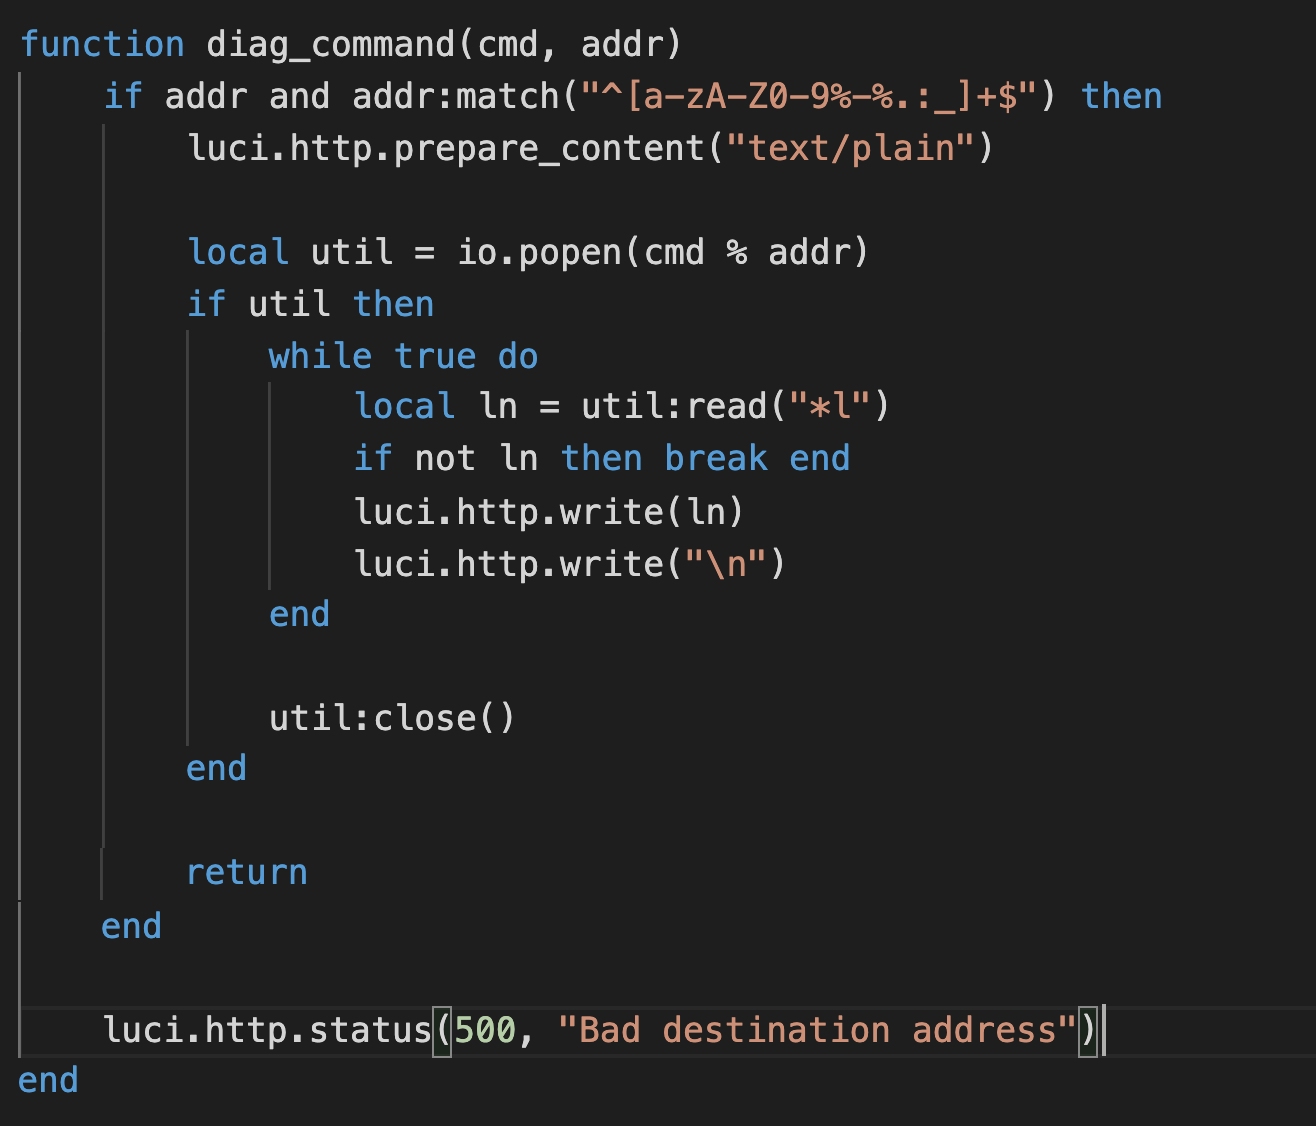 function diag_command(cmd, addr)
if addr and addr:match("^[a-zA-Z0-9%-%.:_]+$") then
luci.http.prepare_content("text/plain")
local util = io.popen(cmd % addr)
if util then
while true do
local ln = util:read("*l")
if not ln then break end
luci.http.write(ln)
luci.http.write("\n")
end
util:close()
end
return
end
luci.http.status(500, "Bad destination address")
end